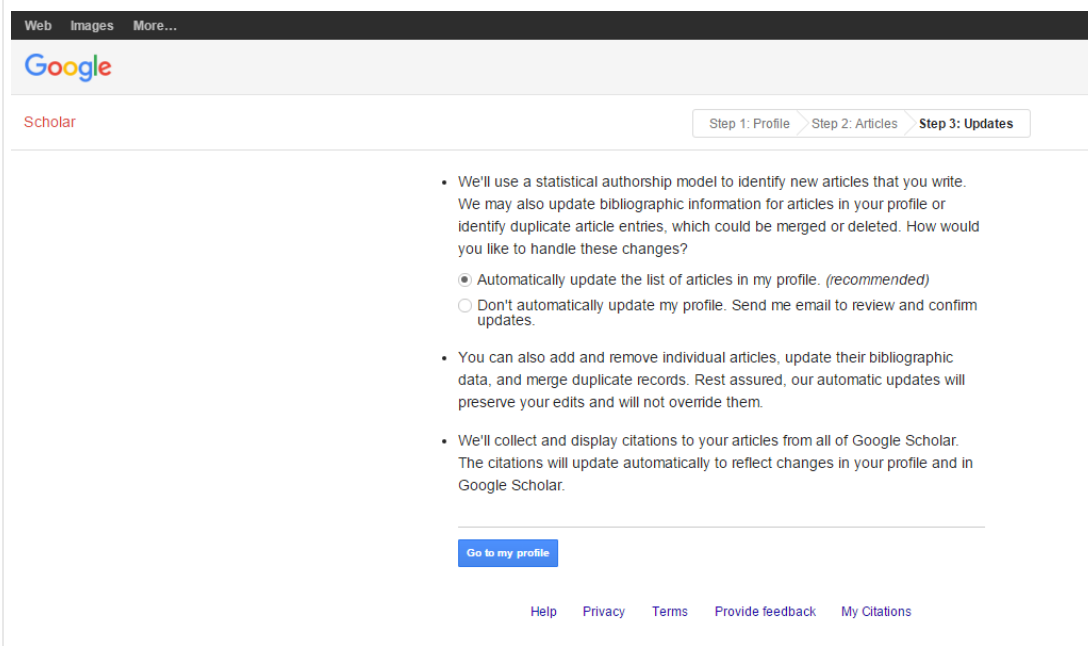 Web Images More...
Google
Scholar
Step 1: Profile Step 2: Articles Step 3: Updates
• We'll use a statistical authorship model to identify new articles that you write.
We may also update bibliographic information for articles in your profile or
identify duplicate article entries, which could be merged or deleted. How would
you like to handle these changes?
Automatically update the list of articles in my profile. (recommended)
Don't automatically update my profile. Send me email to review and confirm
updates.
• You can also add and remove individual articles, update their bibliographic
data, and merge duplicate records. Rest assured, our automatic updates will
preserve your edits and will not override them.
• We'll collect and display citations to your articles from all of Google Scholar.
The citations will update automatically to reflect changes in your profile and in
Google Scholar.
Go to my profile
Help Privacy Terms Provide feedback My Citations